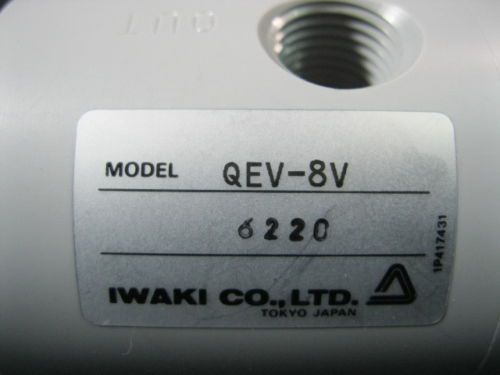 OUT
MODEL QEV-8V
6220
1P417431
IWAKI CO., LTD.
TOKYO JAPAN